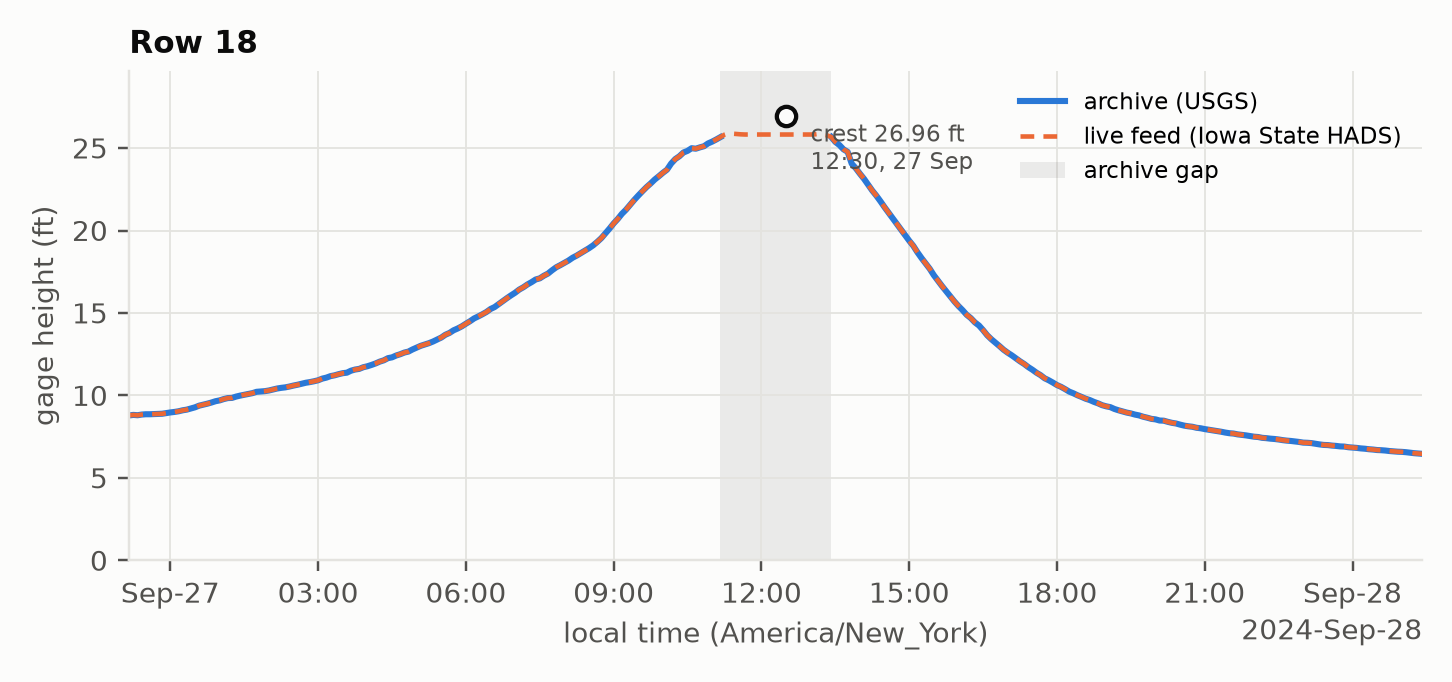 Row 18
archive (USGS)
live feed (Iowa State HADS)
archive gap
crest 26.96 ft
12:30, 27 Sep
gage height (ft)
25
20
15
10
5
0
Sep-27 03:00 06:00 09:00 12:00 15:00 18:00 21:00 Sep-28
local time (America/New_York)
2024-Sep-28